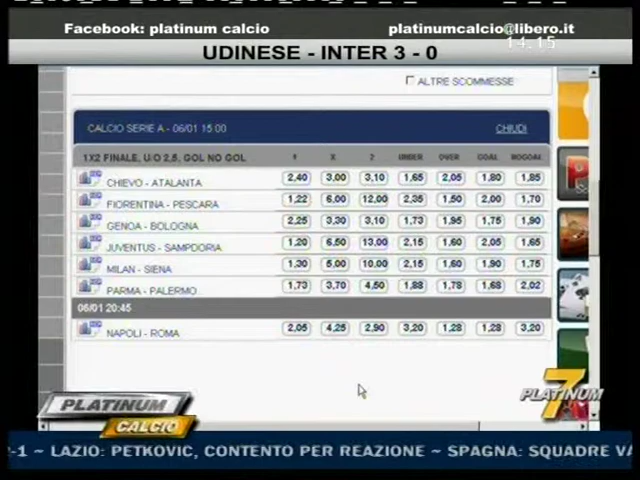 Facebook: platinum calcio platinumcalcio@libero.it
14.15
UDINESE - INTER 3 - 0
ALTRE SCOMMESSE
CALCIO SERIE A - 06/01 15:00 CHIUDI
1X2 FINALE, U/O 2,5, GOL NO GOL 1 X 2 UNDER OVER GOAL NOGOAL
CHIEVO - ATALANTA 2,40 3,00 3,10 1,65 2,05 1,80 1,85
FIORENTINA - PESCARA 1,22 6,00 12,00 2,35 1,50 2,00 1,70
GENOA - BOLOGNA 2,25 3,30 3,10 1,73 1,95 1,75 1,90
JUVENTUS - SAMPDORIA 1,20 6,50 13,00 2,15 1,60 2,05 1,65
MILAN - SIENA 1,30 5,00 10,00 2,15 1,60 1,90 1,75
PARMA - PALERMO 1,73 3,70 4,50 1,88 1,78 1,68 2,02
06/01 20:45
NAPOLI - ROMA 2,05 4,25 2,90 3,20 1,28 1,28 3,20
PLATINUM
CALCIO
7
PLATINUM
-1 ~ LAZIO: PETKOVIC, CONTENTO PER REAZIONE ~ SPAGNA: SQUADRE VA